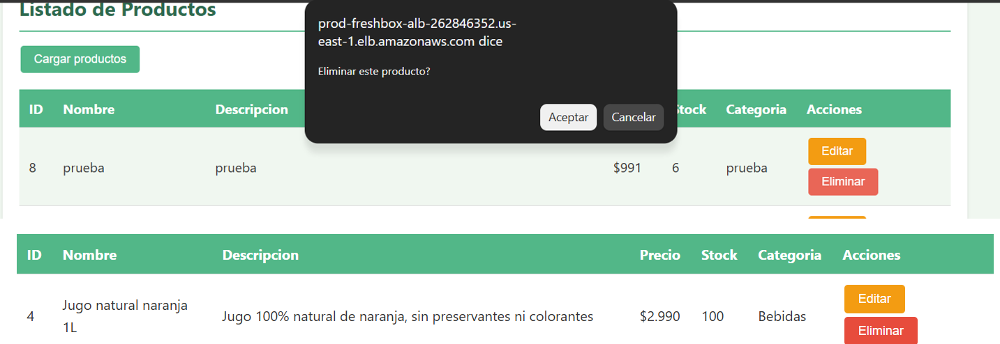 Listado de Productos
prod-freshbox-alb-262846352.us-
east-1.elb.amazonaws.com dice
Eliminar este producto?
Aceptar Cancelar
Cargar productos
ID Nombre Descripcion Stock Categoria Acciones
8 prueba prueba $991 6 prueba Editar
Eliminar
ID Nombre Descripcion Precio Stock Categoria Acciones
4 Jugo natural naranja
1L Jugo 100% natural de naranja, sin preservantes ni colorantes $2.990 100 Bebidas Editar
Eliminar